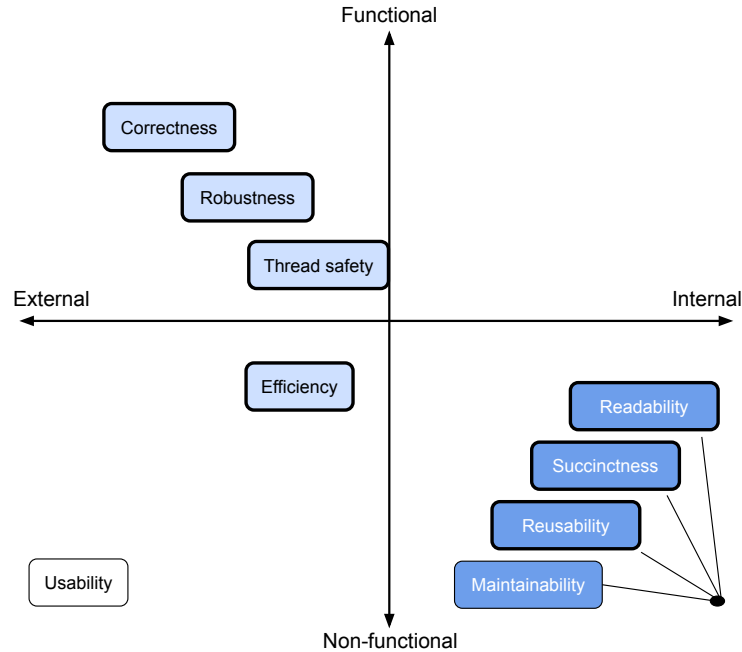 Functional
Correctness
Robustness
Thread safety
External
Internal
Efficiency
Readability
Succinctness
Reusability
Usability
Maintainability
Non-functional